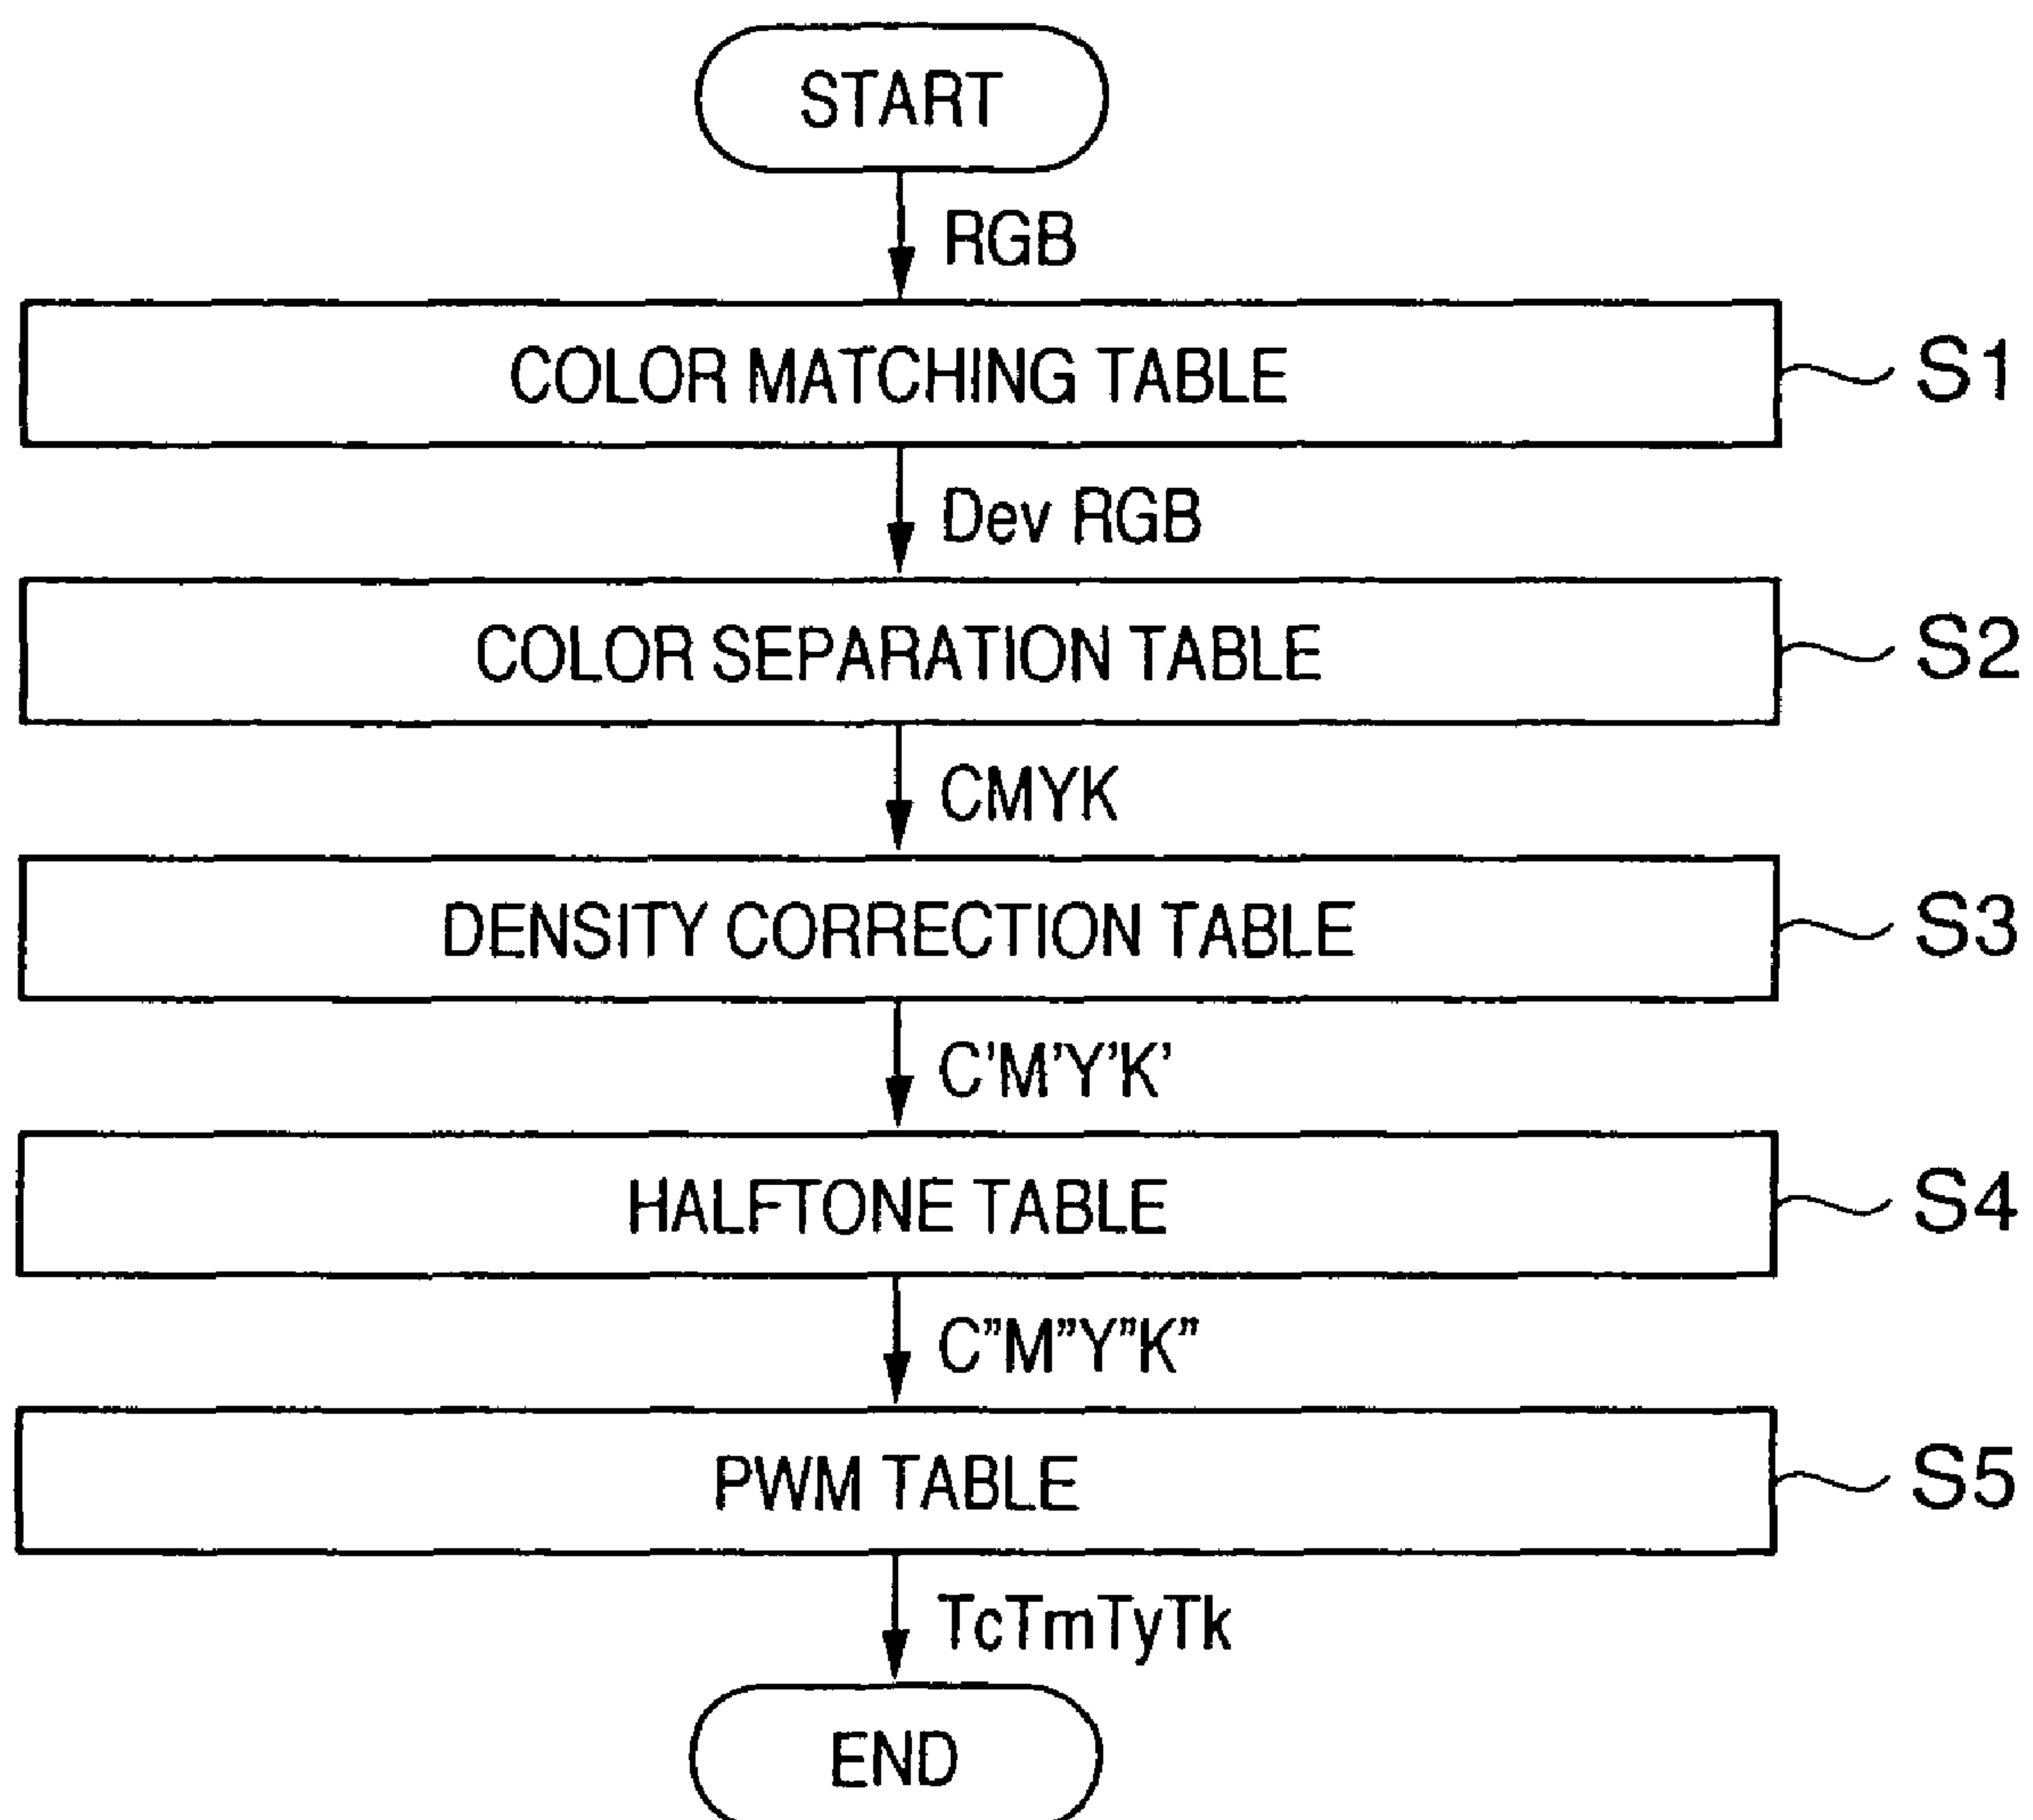 START
RGB
COLOR MATCHING TABLE
S1
Dev RGB
COLOR SEPARATION TABLE
S2
CMYK
DENSITY CORRECTION TABLE
S3
C'M'Y'K'
HALFTONE TABLE
S4
C”M”Y”K”
PWM TABLE
S5
TcTmTyTk
END